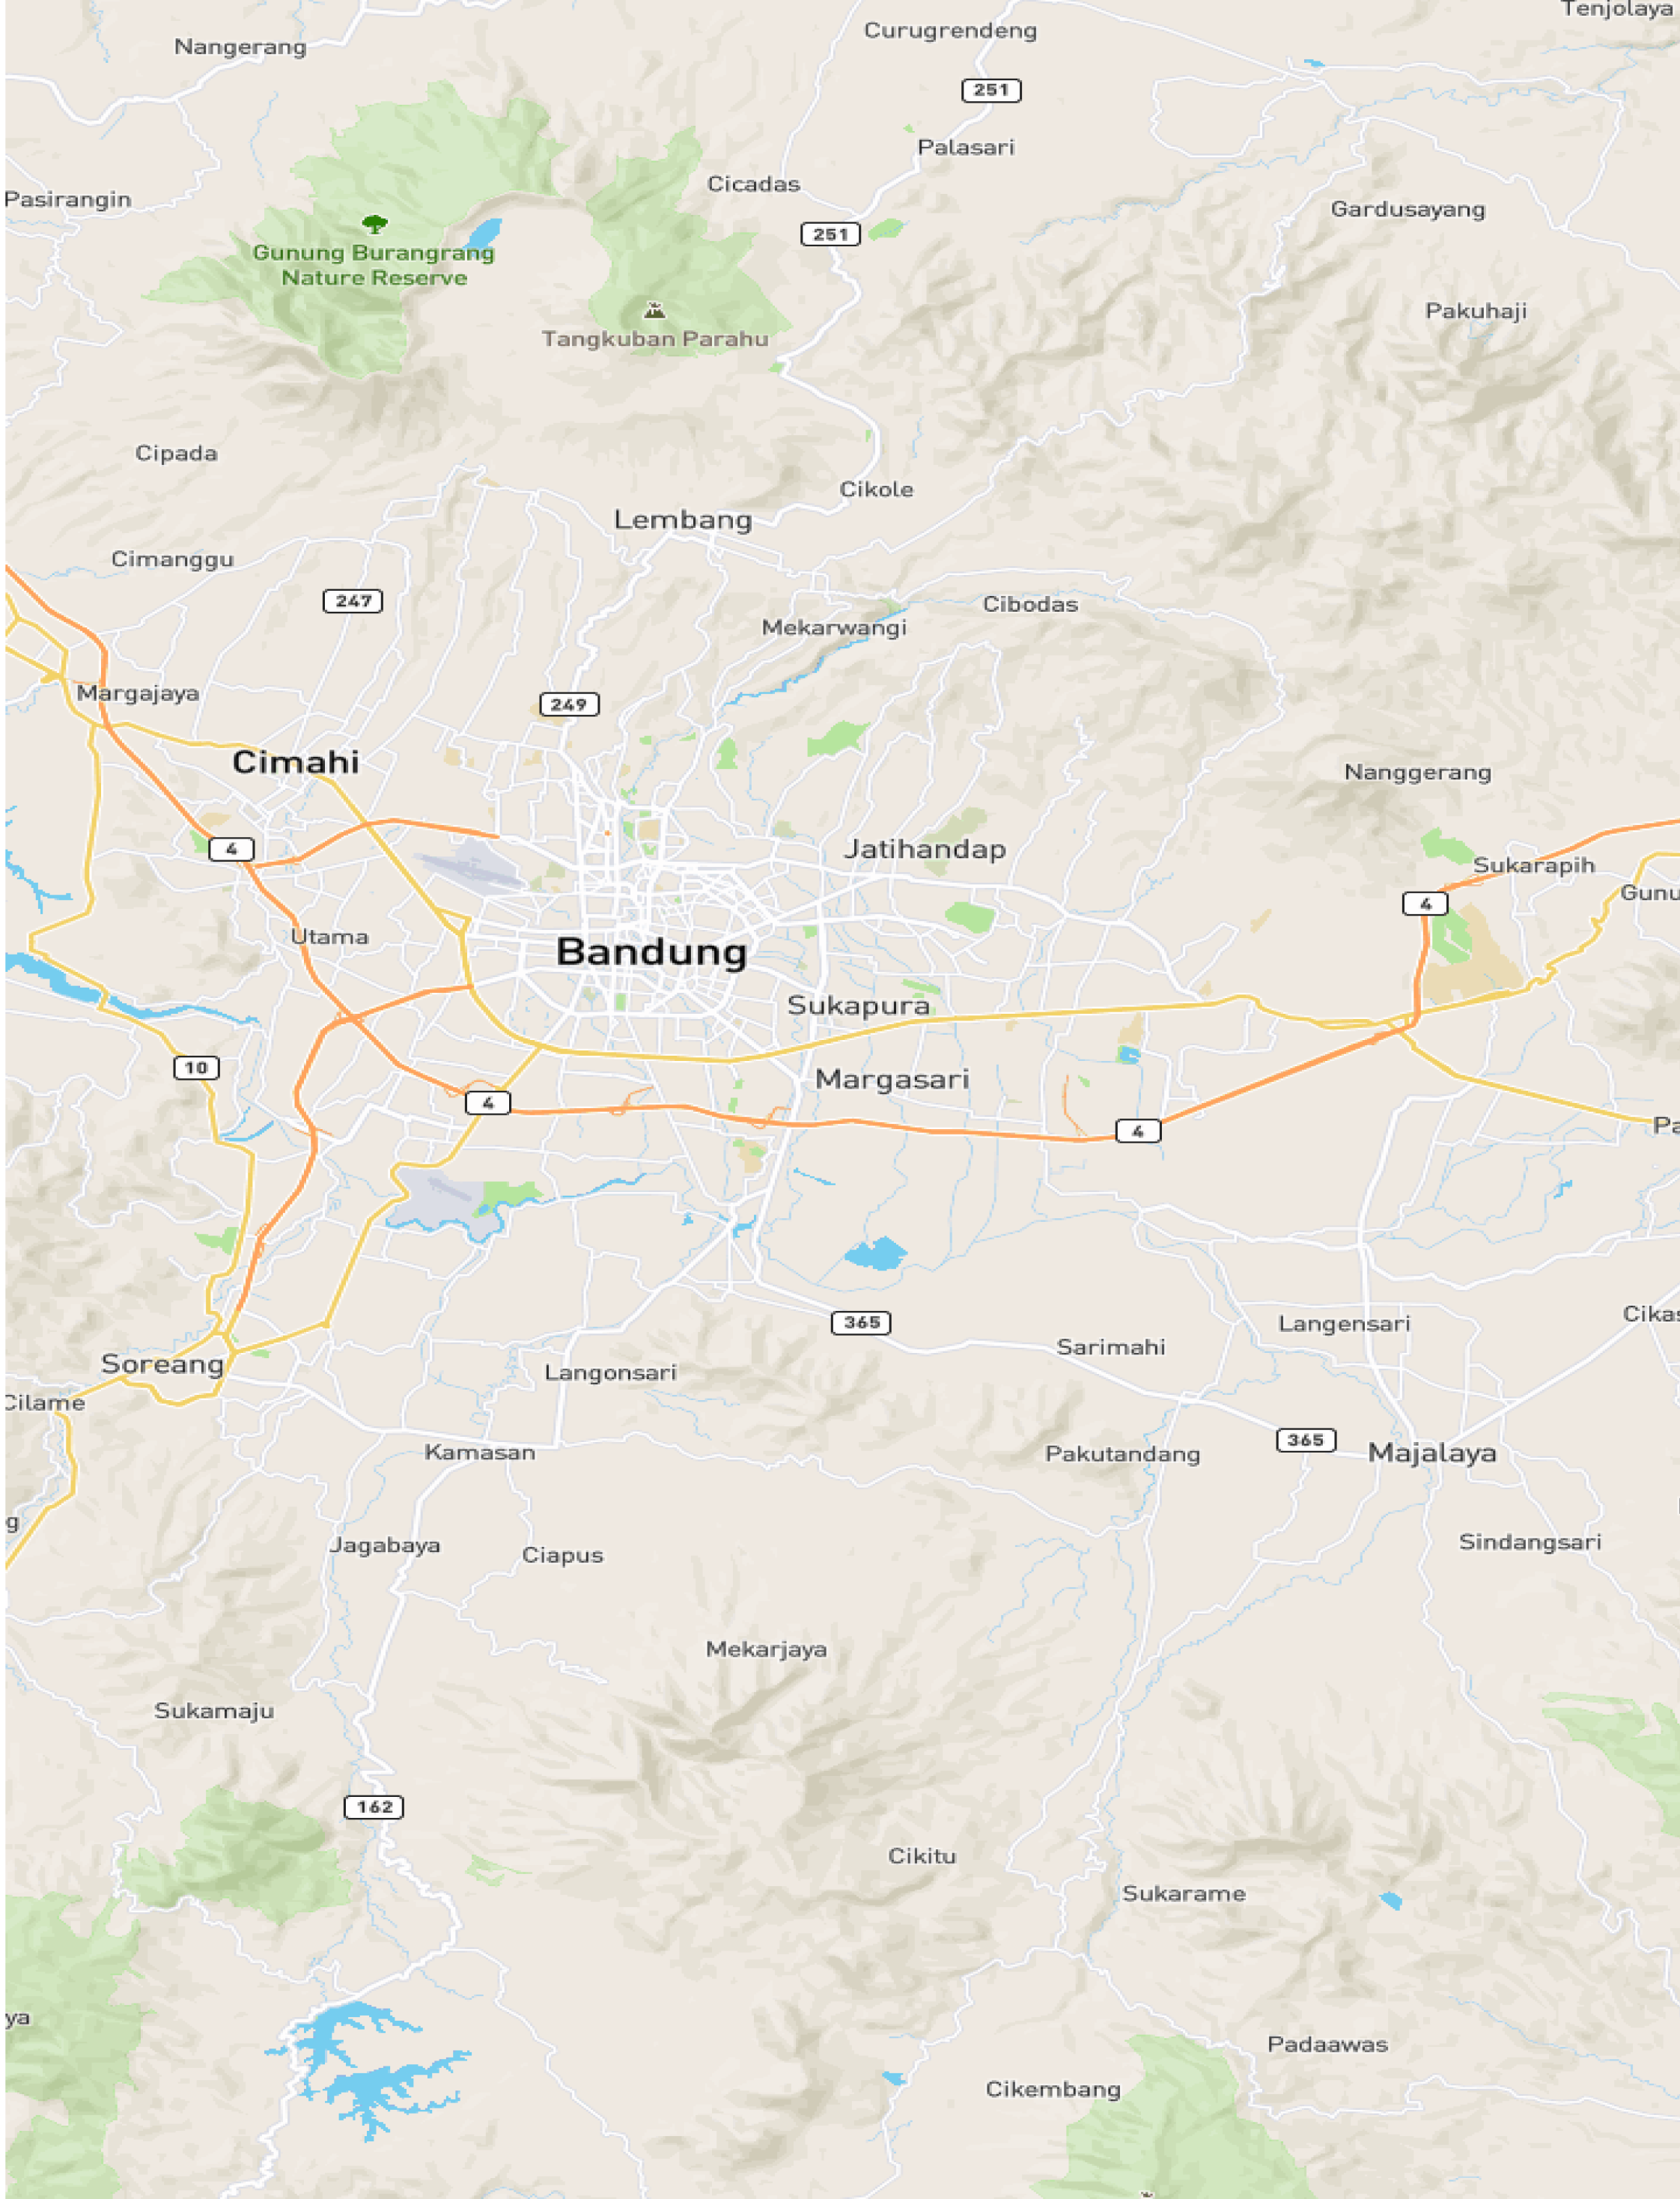 Tenjolaya
Curugrendeng
Nangerang
251
Palasari
Cicadas
Pasirangin
Gardusayang
251
Gunung Burangrang
Nature Reserve
Pakuhaji
Tangkuban Parahu
Cipada
Cikole
Lembang
Cimanggu
247
Cibodas
Mekarwangi
Margajaya
249
Cimahi
Nanggerang
4
Jatihandap
Sukarapih
Gunu
4
Utama
Bandung
Sukapura
10
Margasari
4
Pa
4
Cikas
365
Langensari
Sarimahi
Soreang
Langonsari
Cilame
365
Kamasan
Pakutandang
Majalaya
g
Jagabaya
Sindangsari
Ciapus
Mekarjaya
Sukamaju
162
Cikitu
Sukarame
ya
Padaawas
Cikembang